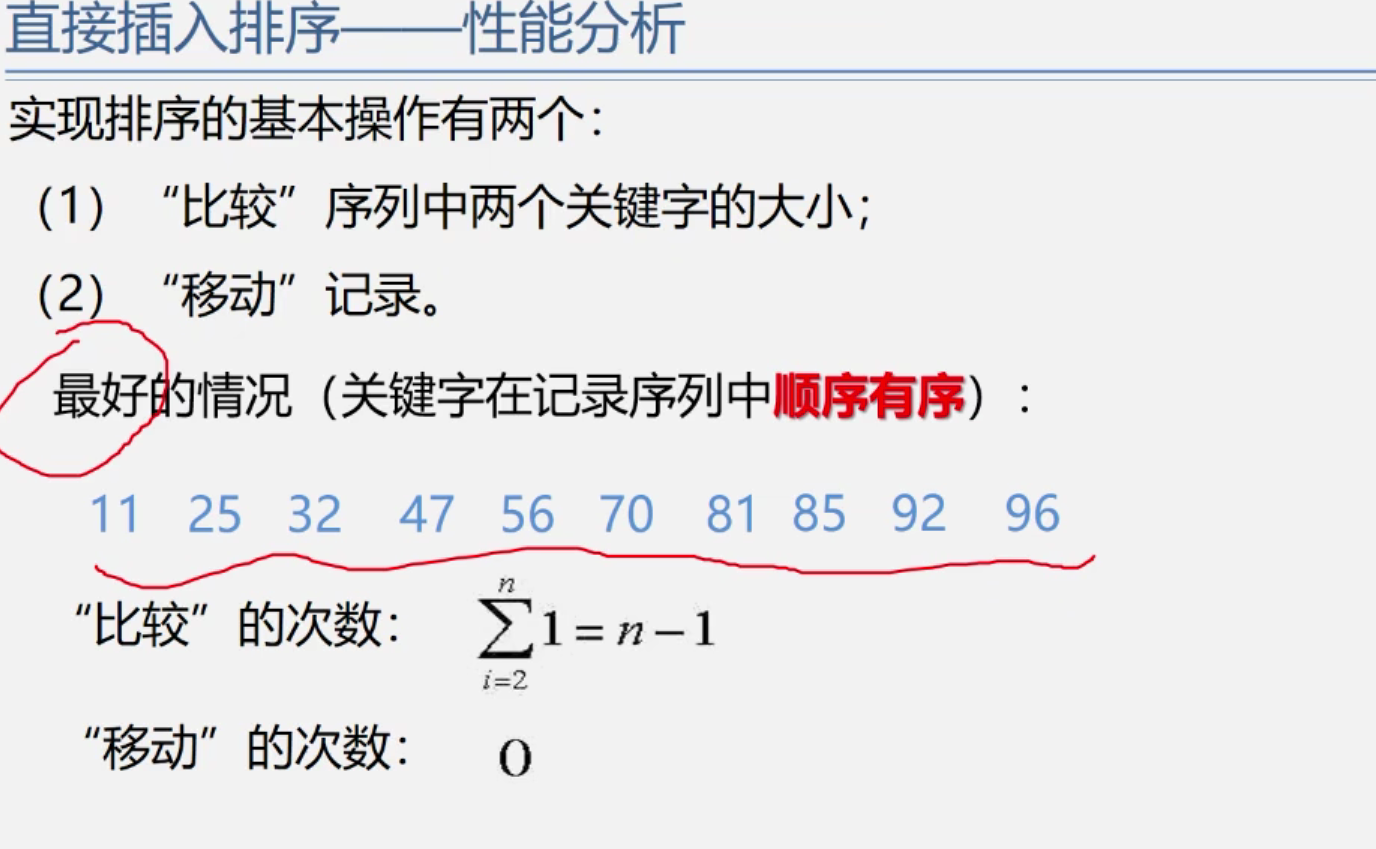 直接插入排序——性能分析
实现排序的基本操作有两个：
（1） “比较”序列中两个关键字的大小；
（2） “移动”记录。
最好的情况（关键字在记录序列中顺序有序）：
11 25 32 47 56 70 81 85 92 96
“比较”的次数： ∑_{i=2}^{n} 1 = n − 1
“移动”的次数： 0